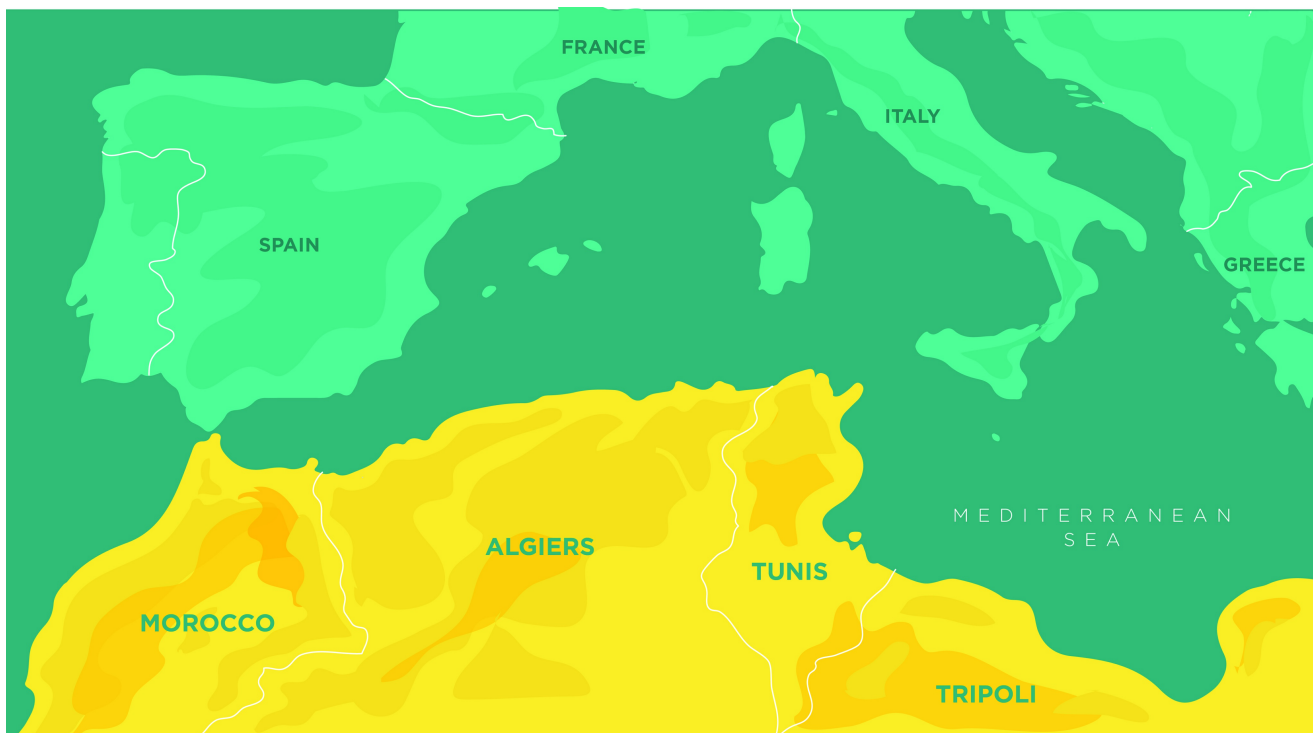 FRANCE
ITALY
SPAIN
GREECE
MEDITERRANEAN
SEA
ALGIERS
TUNIS
MOROCCO
TRIPOLI